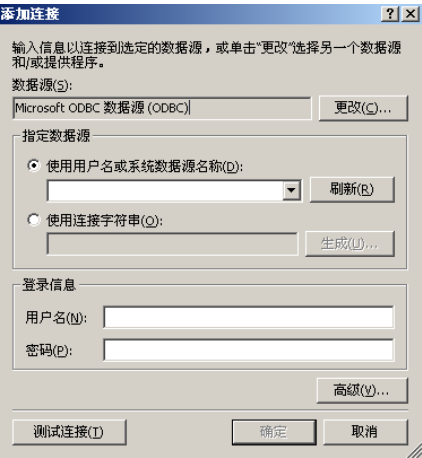 添加连接
输入信息以连接到选定的数据源，或单击“更改”选择另一个数据源
和/或提供程序。
数据源(S):
Microsoft ODBC 数据源 (ODBC)
更改(C)...
指定数据源
使用用户名或系统数据源名称(D):
刷新(R)
使用连接字符串(O):
生成(U)...
登录信息
用户名(N):
密码(P):
高级(V)...
测试连接(T)
确定
取消